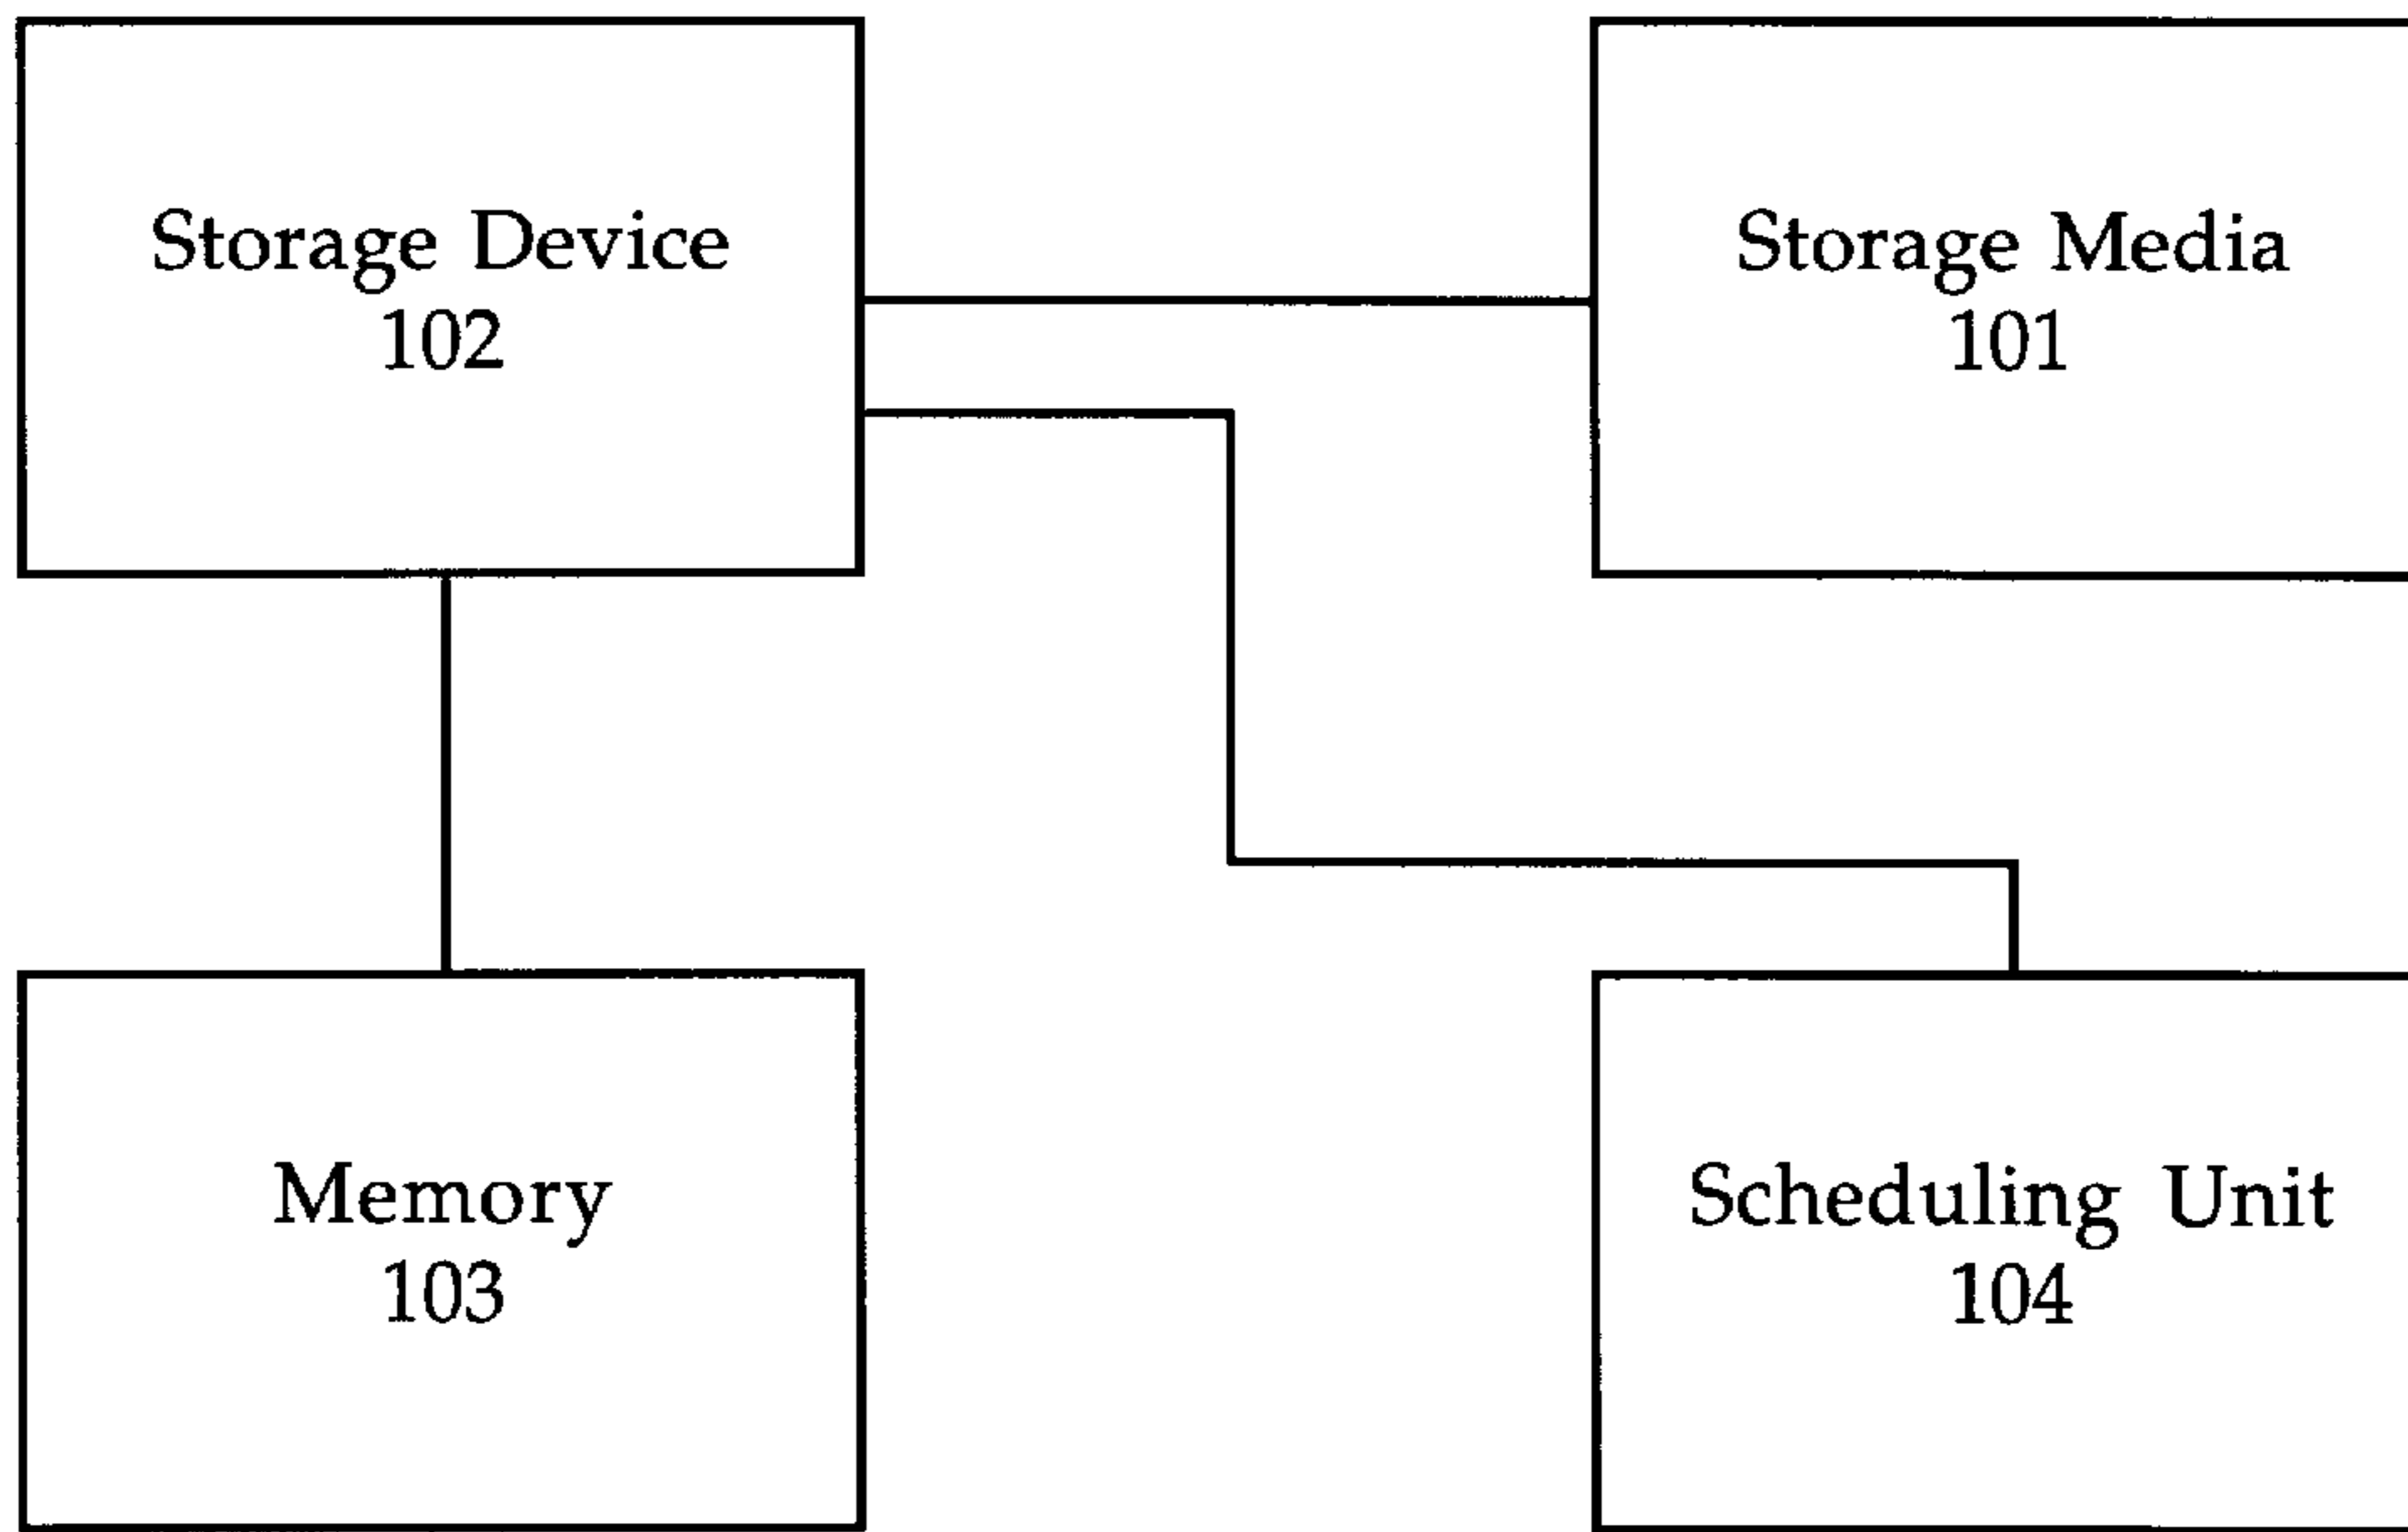 Storage Device
102
Storage Media
101
Memory
103
Scheduling Unit
104